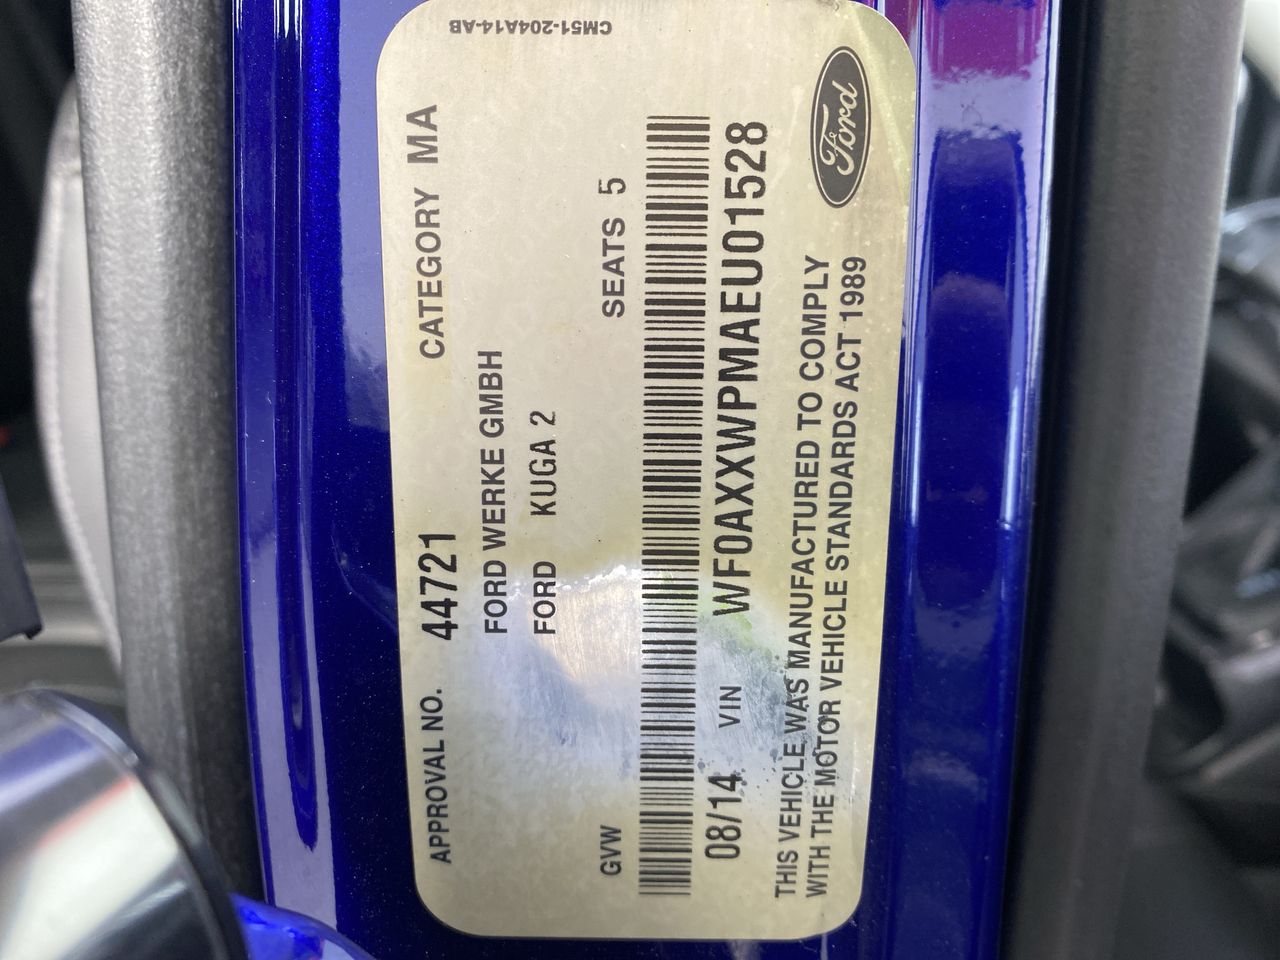 CM51-204A14-AB
APPROVAL NO. 44721 CATEGORY MA
FORD WERKE GMBH
FORD KUGA 2
GVW SEATS 5
08/14 VIN WF0AXXWPMAEU01528
THIS VEHICLE WAS MANUFACTURED TO COMPLY
WITH THE MOTOR VEHICLE STANDARDS ACT 1989
Ford